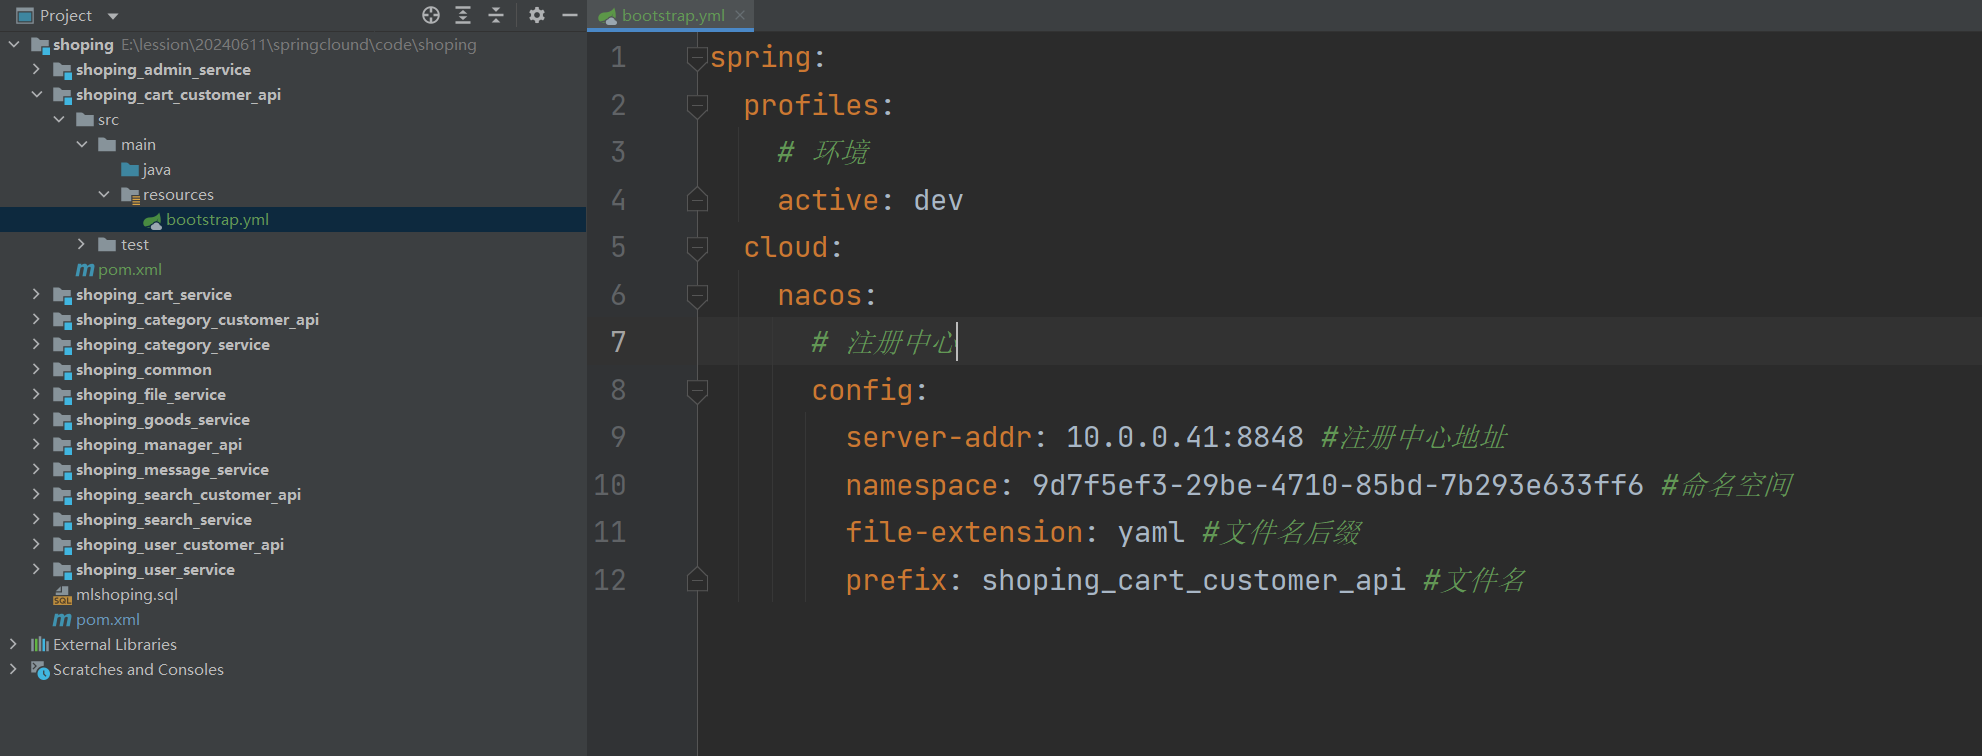 Project
shoping E:\lession\20240611\springclound\code\shoping
shoping_admin_service
shoping_cart_customer_api
src
main
java
resources
bootstrap.yml
test
pom.xml
shoping_cart_service
shoping_category_customer_api
shoping_category_service
shoping_common
shoping_file_service
shoping_goods_service
shoping_manager_api
shoping_message_service
shoping_search_customer_api
shoping_search_service
shoping_user_customer_api
shoping_user_service
mlshoping.sql
pom.xml
External Libraries
Scratches and Consoles
bootstrap.yml
1 spring:
2 profiles:
3 # 环境
4 active: dev
5 cloud:
6 nacos:
7 # 注册中心
8 config:
9 server-addr: 10.0.0.41:8848 #注册中心地址
10 namespace: 9d7f5ef3-29be-4710-85bd-7b293e633ff6 #命名空间
11 file-extension: yaml #文件名后缀
12 prefix: shoping_cart_customer_api #文件名